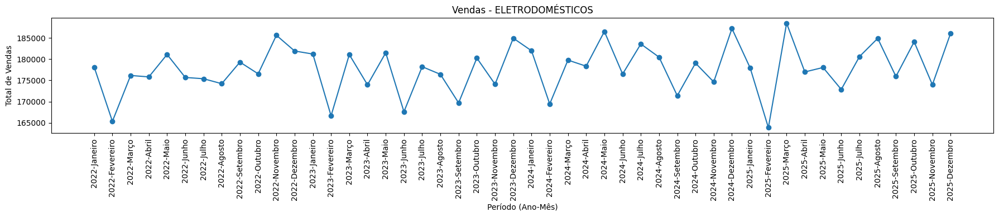 Vendas - ELETRODOMÉSTICOS
Total de Vendas
185000
180000
175000
170000
165000
2022-Janeiro
2022-Fevereiro
2022-Março
2022-Abril
2022-Maio
2022-Junho
2022-Julho
2022-Agosto
2022-Setembro
2022-Outubro
2022-Novembro
2022-Dezembro
2023-Janeiro
2023-Fevereiro
2023-Março
2023-Abril
2023-Maio
2023-Junho
2023-Julho
2023-Agosto
2023-Setembro
2023-Outubro
2023-Novembro
2023-Dezembro
2024-Janeiro
2024-Fevereiro
2024-Março
2024-Abril
2024-Maio
2024-Junho
2024-Julho
2024-Agosto
2024-Setembro
2024-Outubro
2024-Novembro
2024-Dezembro
2025-Janeiro
2025-Fevereiro
2025-Março
2025-Abril
2025-Maio
2025-Junho
2025-Julho
2025-Agosto
2025-Setembro
2025-Outubro
2025-Novembro
2025-Dezembro
Período (Ano-Mês)